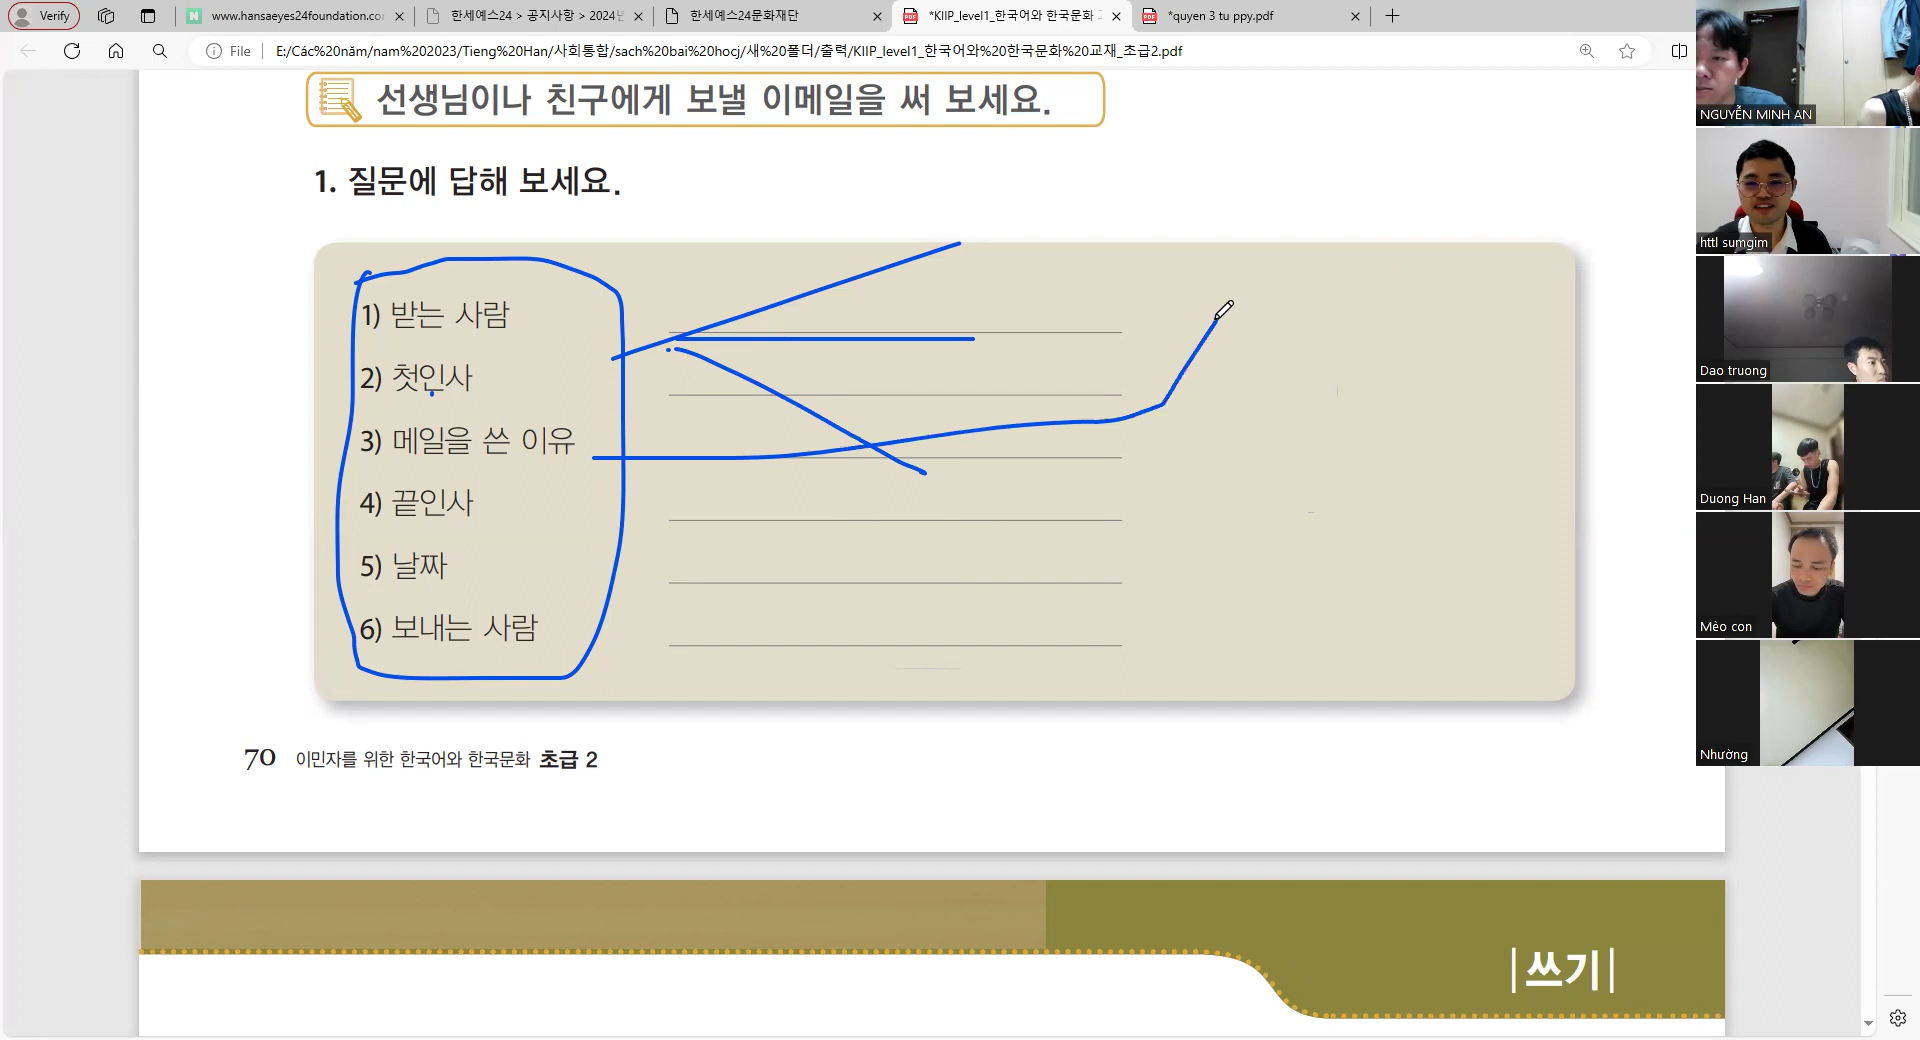 Verify
www.hansaeyes24foundation.co
한세예스24 > 공지사항 > 2024년
한세예스24문화재단
*KIIP_level1_한국어와 한국문화
*quyen 3 tu ppy.pdf
File
E:/Các%20năm/nam%202023/Tieng%20Han/사회통합/sach%20bai%20hocj/새%20폴더/출력/KIIP_level1_한국어와%20한국문화%20교재_초급2.pdf
선생님이나 친구에게 보낼 이메일을 써 보세요.
1. 질문에 답해 보세요.
1) 받는 사람
2) 첫인사
3) 메일을 쓴 이유
4) 끝인사
5) 날짜
6) 보내는 사람
70 이민자를 위한 한국어와 한국문화 초급 2
|쓰기|
NGUYỄN MINH AN
httl sumgim
Dao truong
Duong Han
Mèo con
Nhường